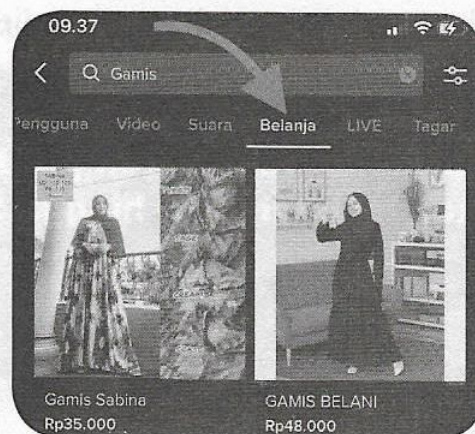 09.37
Gamis
Pengguna Video Suara Belanja LIVE Tagar
Gamis Sabina GAMIS BELANI
Rp35.000 Rp48.000